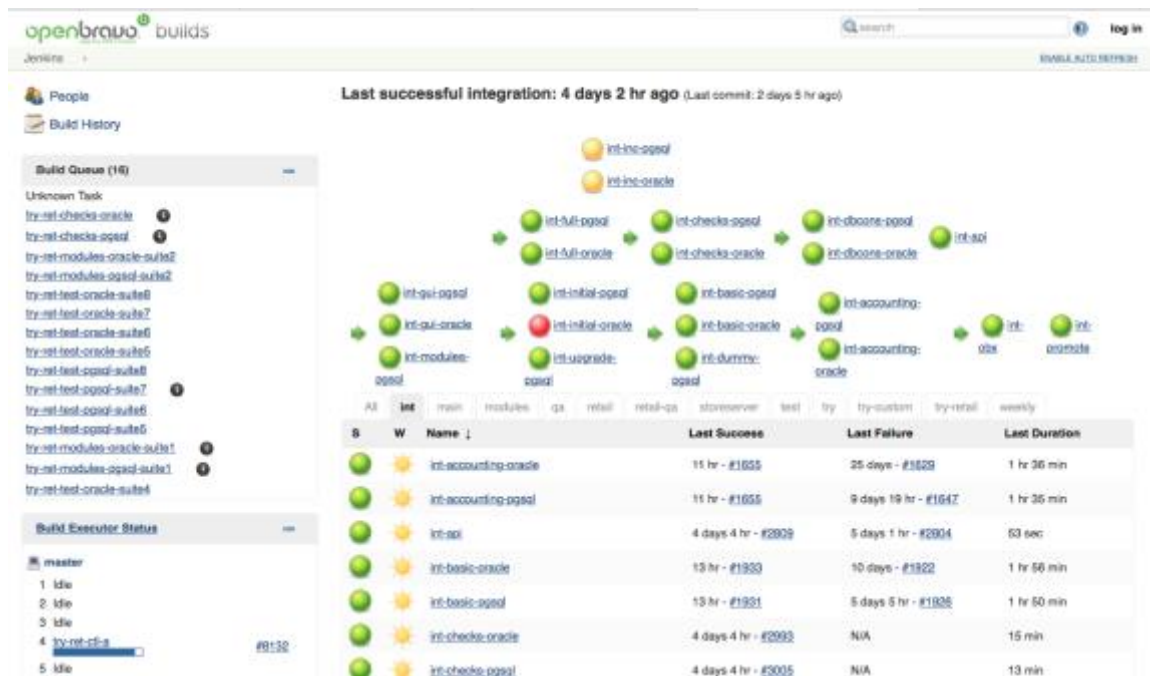 openbravo builds
search
log in
Jenkins
ENABLE AUTO REFRESH
People
Build History
Build Queue (16)
Unknown Task
try-ret-checks-oracle
try-ret-checks-pgsql
try-ret-modules-oracle-suite2
try-ret-modules-pgsql-suite2
try-ret-test-oracle-suite8
try-ret-test-oracle-suite7
try-ret-test-oracle-suite6
try-ret-test-oracle-suite5
try-ret-test-pgsql-suite8
try-ret-test-pgsql-suite7
try-ret-test-pgsql-suite6
try-ret-test-pgsql-suite5
try-ret-modules-oracle-suite1
try-ret-modules-pgsql-suite1
try-ret-test-oracle-suite4
Build Executor Status
master
1 Idle
2 Idle
3 Idle
4 try-ret-cti-a #8132
5 Idle
Last successful integration: 4 days 2 hr ago (Last commit: 2 days 5 hr ago)
int-inc-pgsql
int-inc-oracle
int-full-pgsql int-checks-pgsql int-dbcons-pgsql
int-api
int-full-oracle int-checks-oracle int-dbcons-oracle
int-gui-pgsql int-initial-pgsql int-basic-pgsql int-accounting-
int-gui-oracle int-initial-oracle int-basic-oracle pgsql int- int-
int-modules- int-upgrade- int-dummy- int-accounting- obx promote
pgsql pgsql pgsql oracle
All int main modules qa retail retail-qa storeserver test try try-custom try-retail weekly
S W Name ↓ Last Success Last Failure Last Duration
int-accounting-oracle 11 hr - #1655 25 days - #1629 1 hr 36 min
int-accounting-pgsql 11 hr - #1655 9 days 19 hr - #1647 1 hr 35 min
int-api 4 days 4 hr - #2909 5 days 1 hr - #2904 53 sec
int-basic-oracle 13 hr - #1933 10 days - #1922 1 hr 56 min
int-basic-pgsql 13 hr - #1931 5 days 5 hr - #1926 1 hr 50 min
int-checks-oracle 4 days 4 hr - #2993 N/A 15 min
int-checks-pgsql 4 days 4 hr - #3005 N/A 13 min